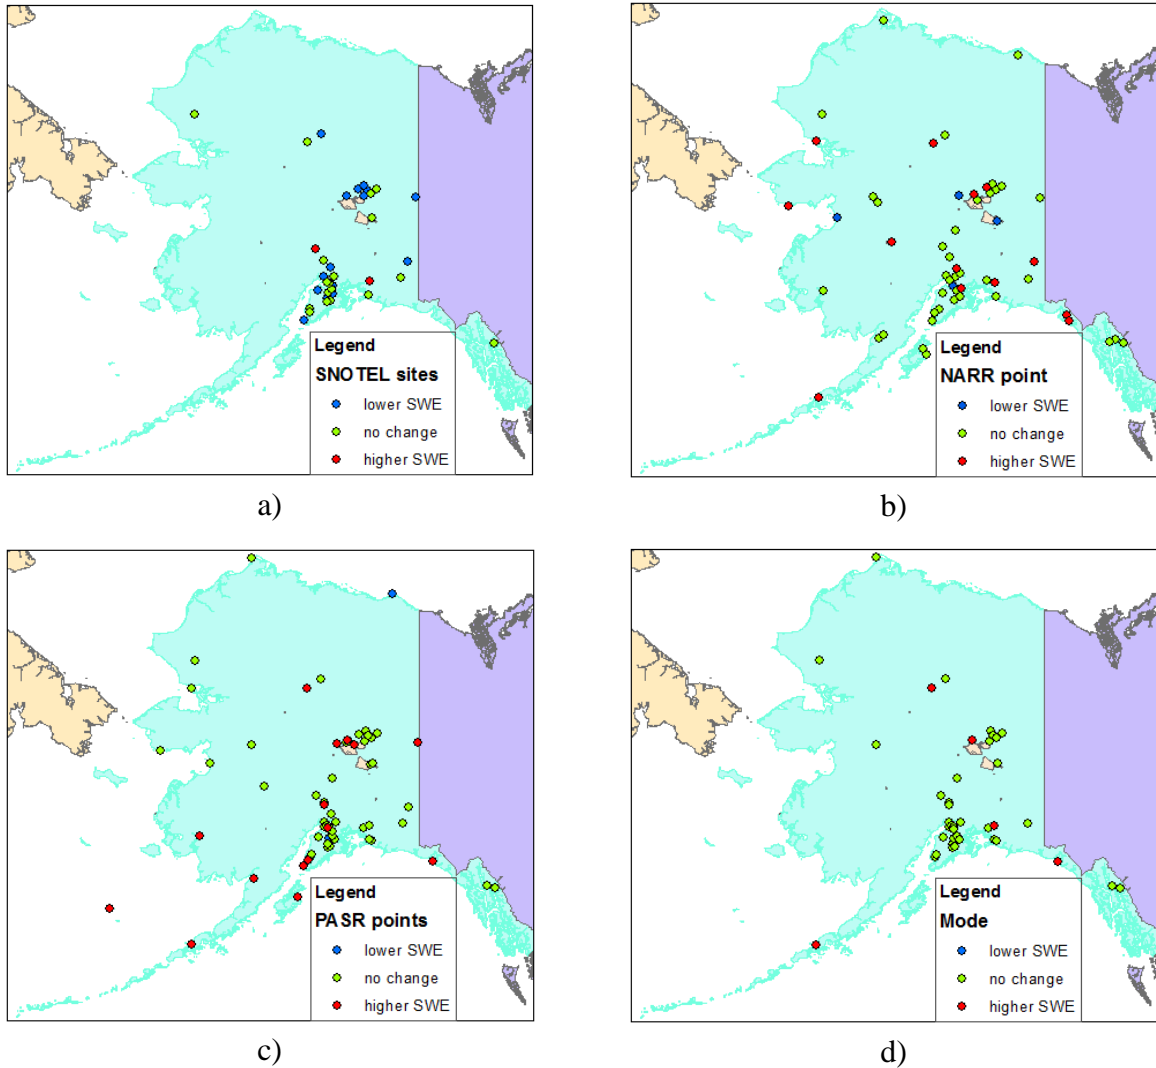 Legend
SNOTEL sites
lower SWE
no change
higher SWE
a)
Legend
NARR point
lower SWE
no change
higher SWE
b)
Legend
PASR points
lower SWE
no change
higher SWE
c)
Legend
Mode
lower SWE
no change
higher SWE
d)